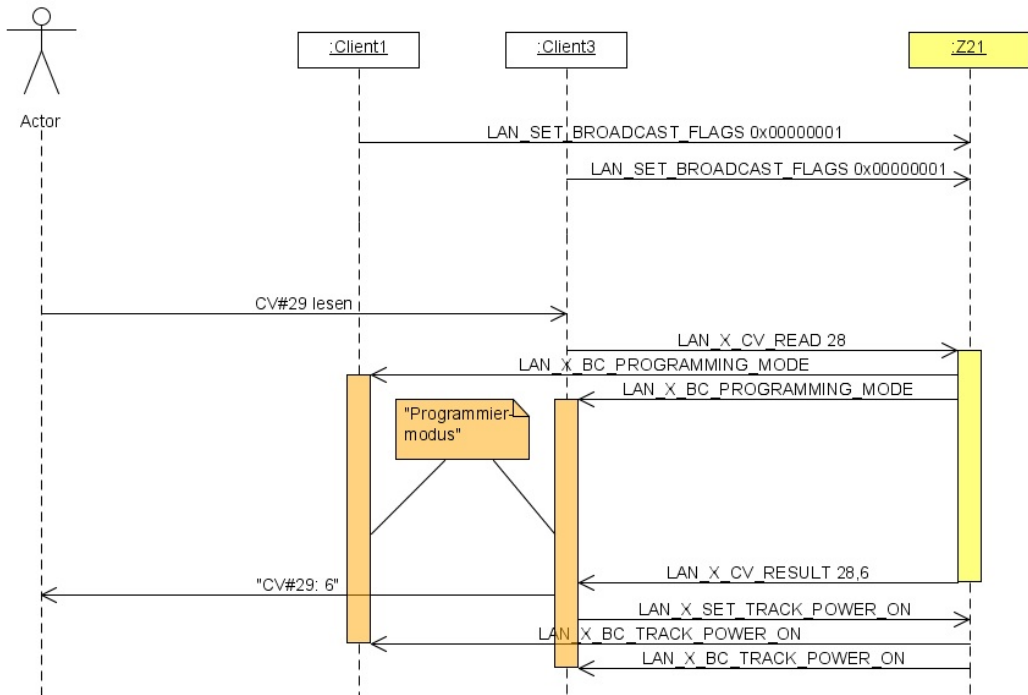 :Client1
:Client3
:Z21
Actor
LAN_SET_BROADCAST_FLAGS 0x00000001
LAN_SET_BROADCAST_FLAGS 0x00000001
CV#29 lesen
LAN_X_CV_READ 28
LAN_X_BC_PROGRAMMING_MODE
LAN_X_BC_PROGRAMMING_MODE
"Programmier-
modus"
LAN_X_CV_RESULT 28,6
"CV#29: 6"
LAN_X_SET_TRACK_POWER_ON
LAN_X_BC_TRACK_POWER_ON
LAN_X_BC_TRACK_POWER_ON